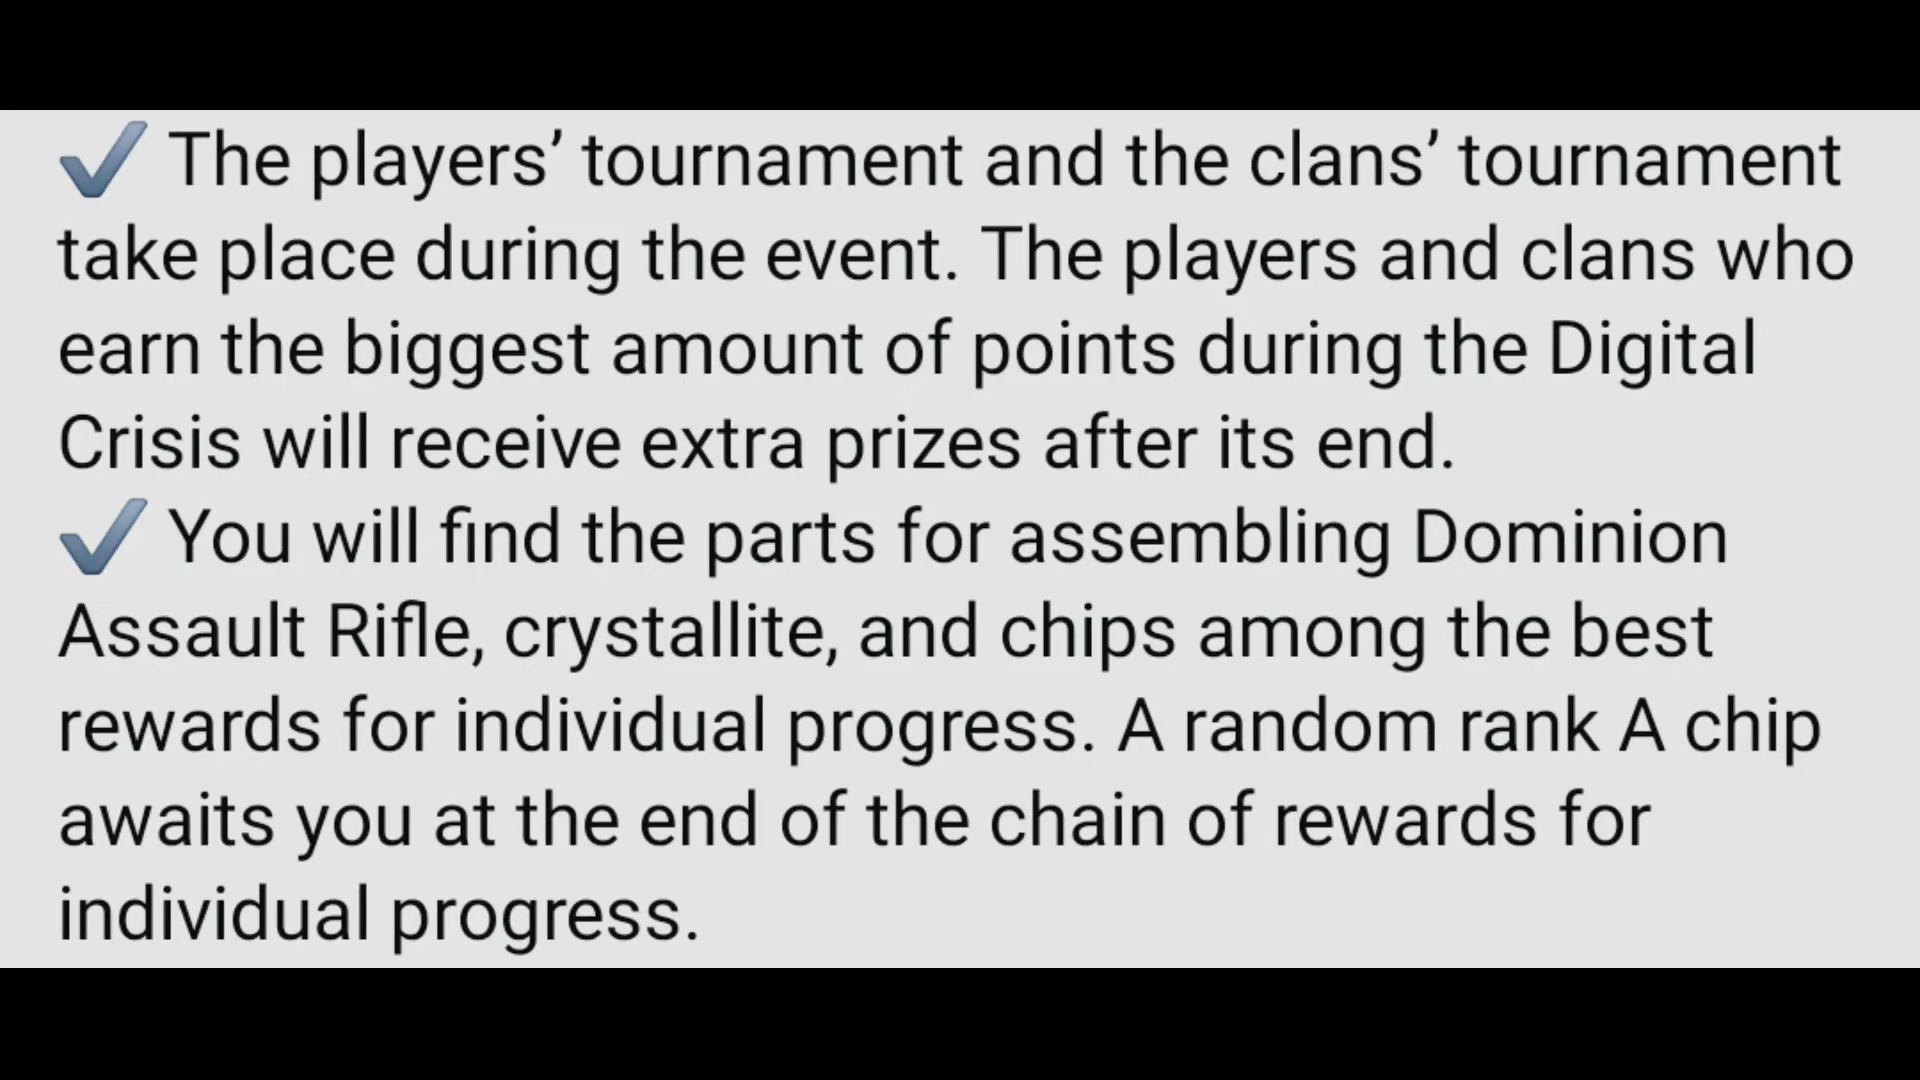 ✔ The players’ tournament and the clans’ tournament
take place during the event. The players and clans who
earn the biggest amount of points during the Digital
Crisis will receive extra prizes after its end.
✔ You will find the parts for assembling Dominion
Assault Rifle, crystallite, and chips among the best
rewards for individual progress. A random rank A chip
awaits you at the end of the chain of rewards for
individual progress.